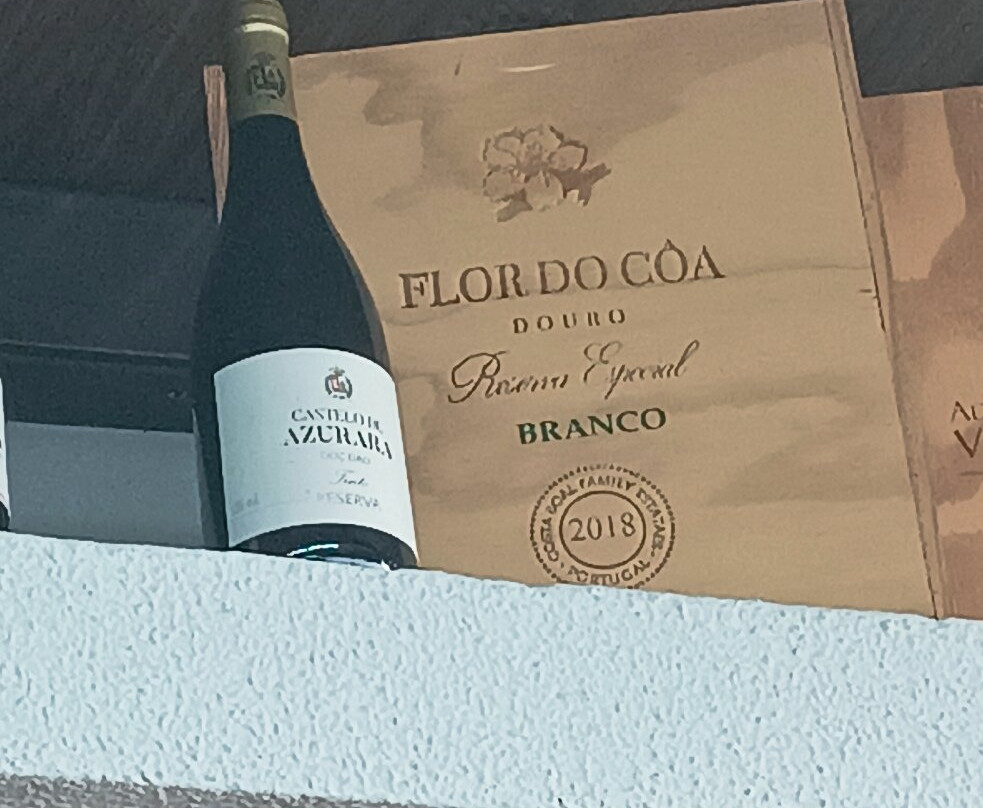 CASTELO DE
AZURARA
DOC DÃO
Tinto
RESERVA
FLOR DO CÔA
DOURO
Reserva Especial
BRANCO
COSTA BOAL FAMILY ESTATES
2018
PORTUGAL